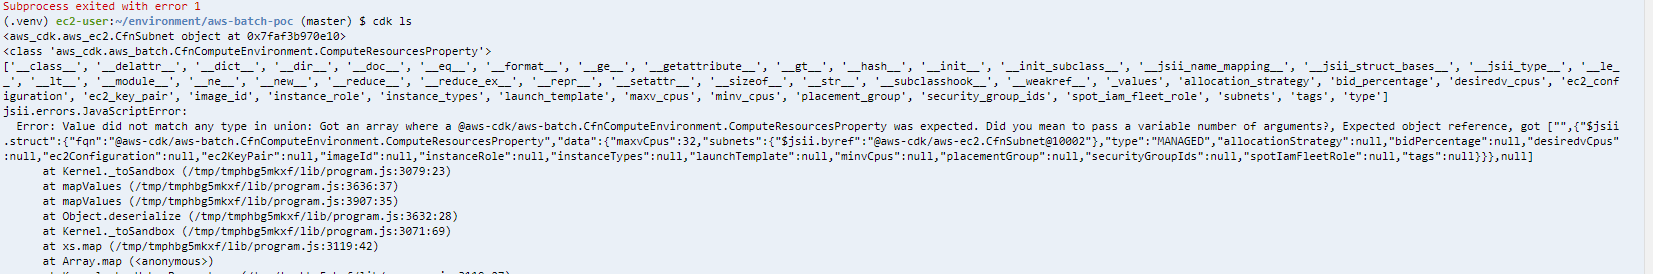 Subprocess exited with error 1
(.venv) ec2-user:~/environment/aws-batch-poc (master) $ cdk ls
<aws_cdk.aws_ec2.CfnSubnet object at 0x7faf3b970e10>
<class 'aws_cdk.aws_batch.CfnComputeEnvironment.ComputeResourcesProperty'>
['__class__', '__delattr__', '__dict__', '__dir__', '__doc__', '__eq__', '__format__', '__ge__', '__getattribute__', '__gt__', '__hash__', '__init__', '__init_subclass__', '__jsii_name_mapping__', '__jsii_struct_bases__', '__jsii_type__', '__le_
_', '__lt__', '__module__', '__ne__', '__new__', '__reduce__', '__reduce_ex__', '__repr__', '__setattr__', '__sizeof__', '__str__', '__subclasshook__', '__weakref__', '_values', 'allocation_strategy', 'bid_percentage', 'desiredv_cpus', 'ec2_conf
iguration', 'ec2_key_pair', 'image_id', 'instance_role', 'instance_types', 'launch_template', 'maxv_cpus', 'minv_cpus', 'placement_group', 'security_group_ids', 'spot_iam_fleet_role', 'subnets', 'tags', 'type']
jsii.errors.JavaScriptError:
  Error: Value did not match any type in union: Got an array where a @aws-cdk/aws-batch.CfnComputeEnvironment.ComputeResourcesProperty was expected. Did you mean to pass a variable number of arguments?, Expected object reference, got ["",{"$jsii
.struct":{"fqn":"@aws-cdk/aws-batch.CfnComputeEnvironment.ComputeResourcesProperty","data":{"maxvCpus":32,"subnets":{"$jsii.byref":"@aws-cdk/aws-ec2.CfnSubnet@10002"},"type":"MANAGED","allocationStrategy":null,"bidPercentage":null,"desiredvCpus"
:null,"ec2Configuration":null,"ec2KeyPair":null,"imageId":null,"instanceRole":null,"instanceTypes":null,"launchTemplate":null,"minvCpus":null,"placementGroup":null,"securityGroupIds":null,"spotIamFleetRole":null,"tags":null}}},null]
      at Kernel._toSandbox (/tmp/tmphbg5mkxf/lib/program.js:3079:23)
      at mapValues (/tmp/tmphbg5mkxf/lib/program.js:3636:37)
      at mapValues (/tmp/tmphbg5mkxf/lib/program.js:3907:35)
      at Object.deserialize (/tmp/tmphbg5mkxf/lib/program.js:3632:28)
      at Kernel._toSandbox (/tmp/tmphbg5mkxf/lib/program.js:3071:69)
      at xs.map (/tmp/tmphbg5mkxf/lib/program.js:3119:42)
      at Array.map (<anonymous>)